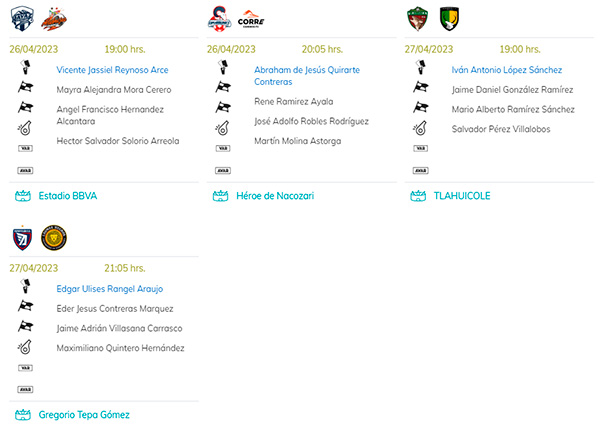 CORRE
26/04/2023 19:00 hrs.
Vicente Jassiel Reynoso Arce
Mayra Alejandra Mora Cerero
Angel Francisco Hernandez
Alcantara
Hector Salvador Solorio Arreola
VAR
AVAR
Estadio BBVA
26/04/2023 20:05 hrs.
Abraham de Jesús Quirarte
Contreras
Rene Ramirez Ayala
José Adolfo Robles Rodríguez
Martín Molina Astorga
VAR
AVAR
Héroe de Nacozari
27/04/2023 19:00 hrs.
Iván Antonio López Sánchez
Jaime Daniel González Ramírez
Mario Alberto Ramírez Sánchez
Salvador Pérez Villalobos
VAR
AVAR
TLAHUICOLE
27/04/2023 21:05 hrs.
Edgar Ulises Rangel Araujo
Eder Jesus Contreras Marquez
Jaime Adrián Villasana Carrasco
Maximiliano Quintero Hernández
VAR
AVAR
Gregorio Tepa Gómez